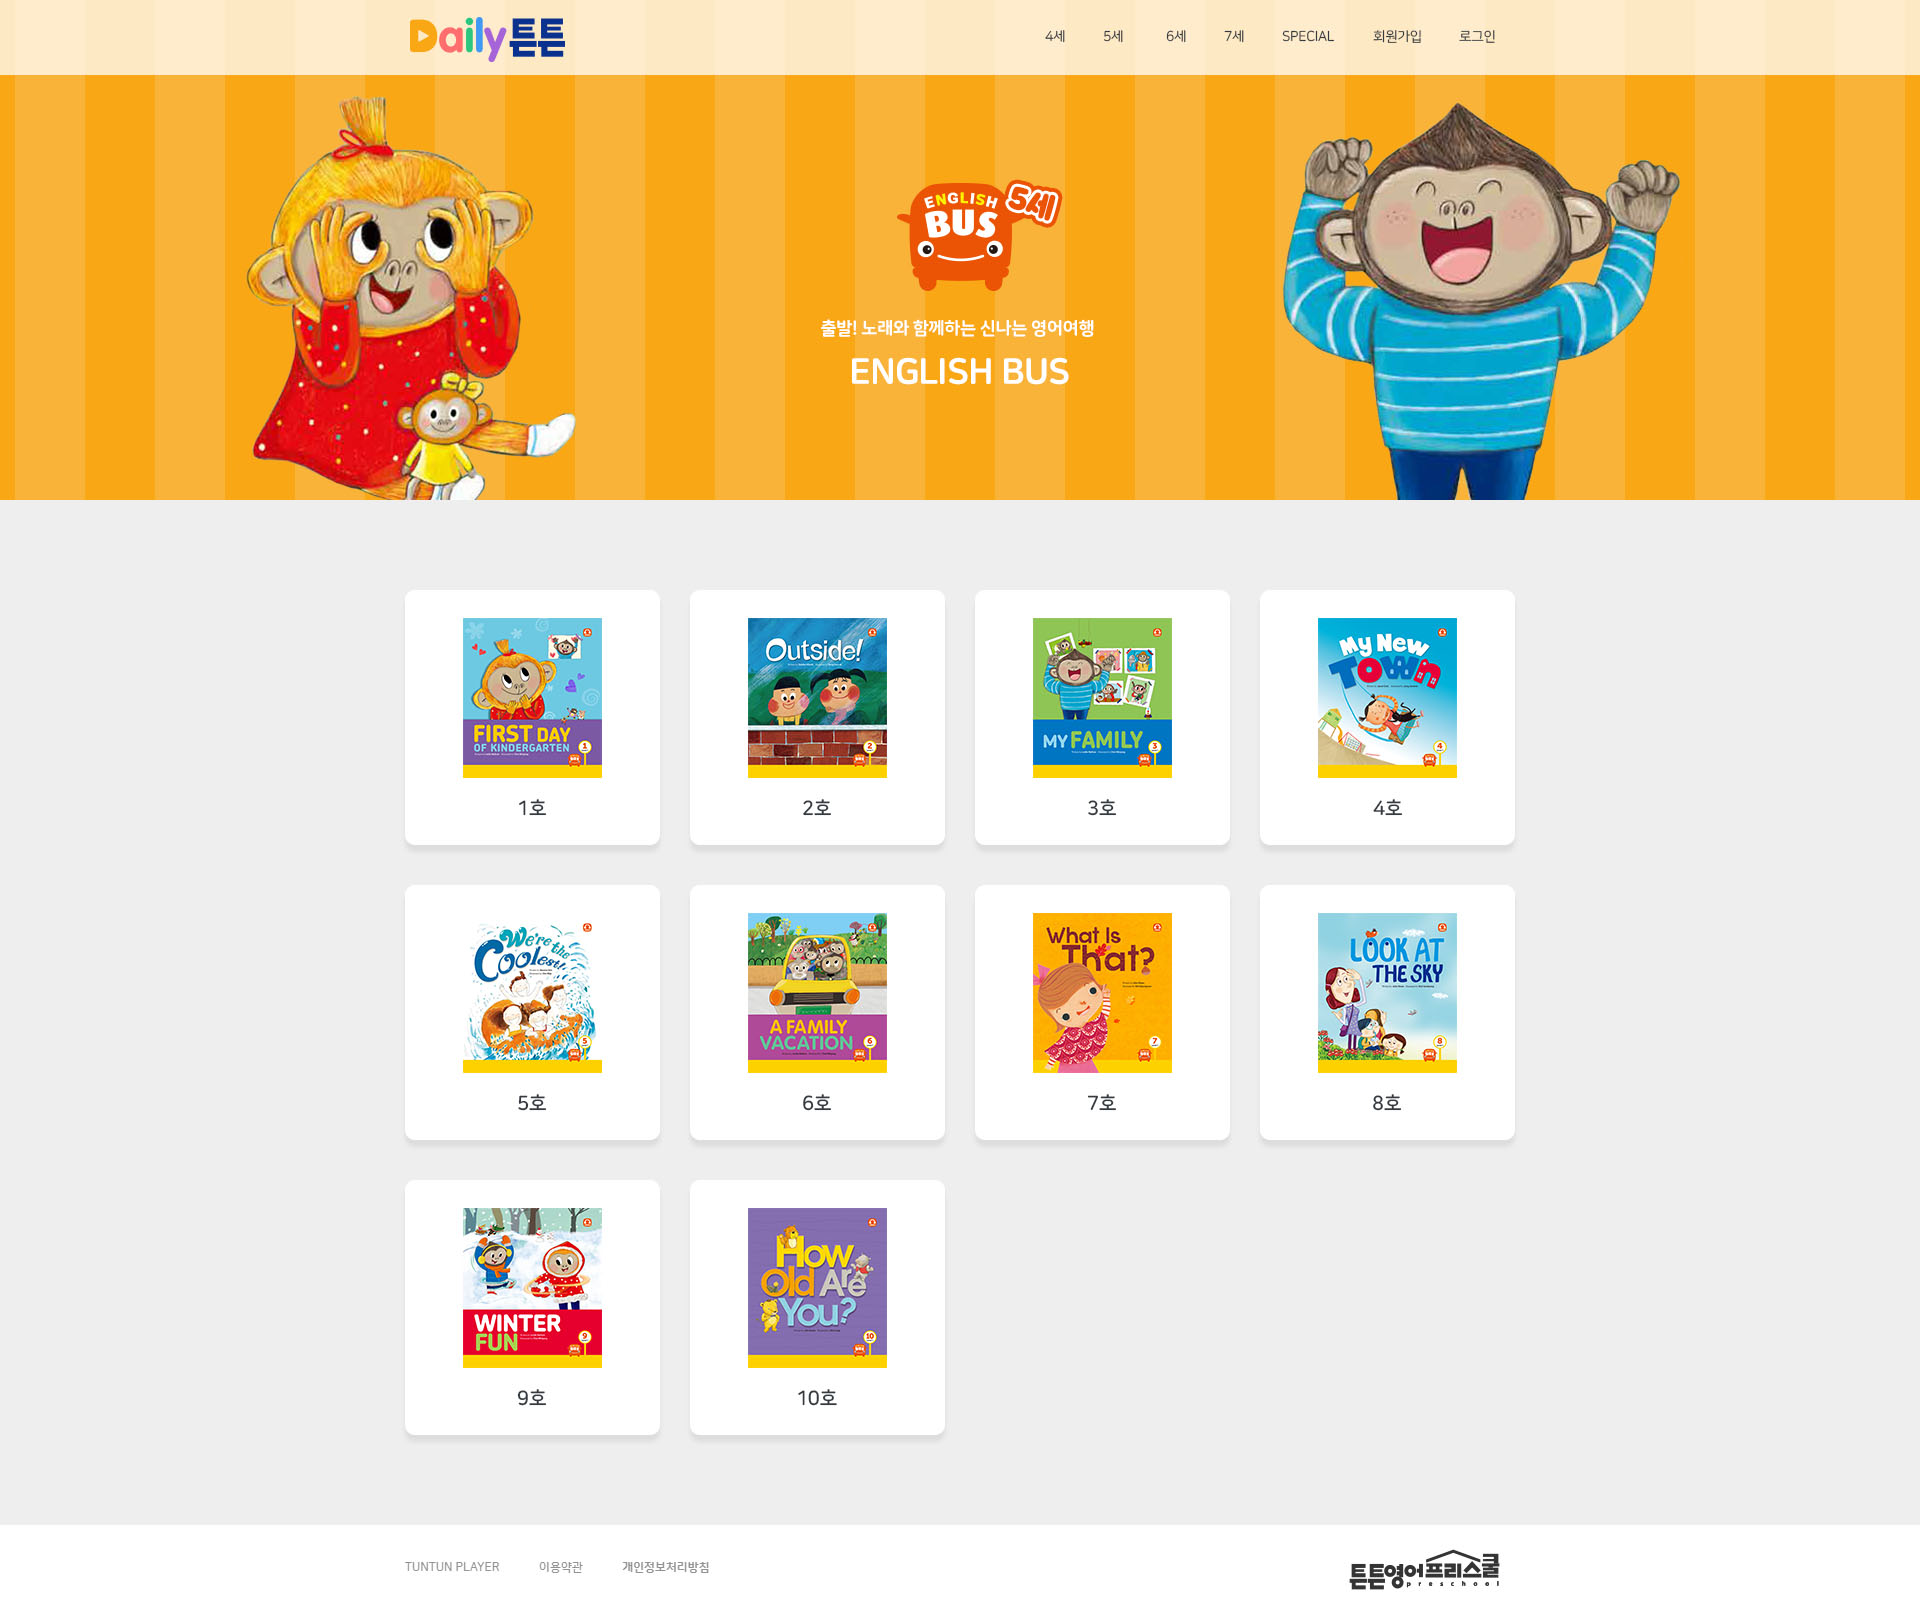 Daily튼튼
4세
5세
6세
7세
SPECIAL
회원가입
로그인
ENGLISH
BUS
5세
출발! 노래와 함께하는 신나는 영어여행
ENGLISH BUS
FIRST DAY
OF KINDERGARTEN
1
1호
Outside!
2
2호
MY FAMILY
3
3호
My New
TOWn
4
4호
We're the
Coolest!
5
5호
A FAMILY
VACATION
6
6호
What Is
That?
7
7호
LOOK AT
THE SKY
8
8호
WINTER
FUN
9
9호
How
Old Are
You?
10
10호
TUNTUN PLAYER
이용약관
개인정보처리방침
튼튼영어프리스쿨
preschool